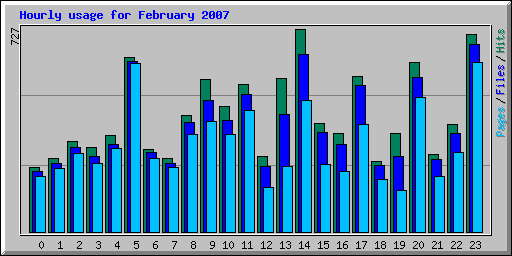 Hourly usage for February 2007
727
Pages / Files / Hits
0 1 2 3 4 5 6 7 8 9 10 11 12 13 14 15 16 17 18 19 20 21 22 23